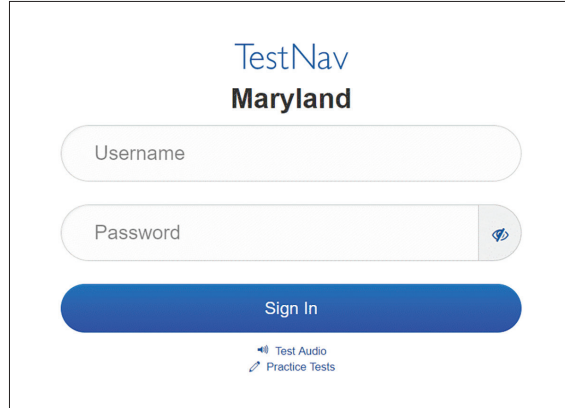 TestNav
Maryland
Username
Password
Sign In
Test Audio
Practice Tests